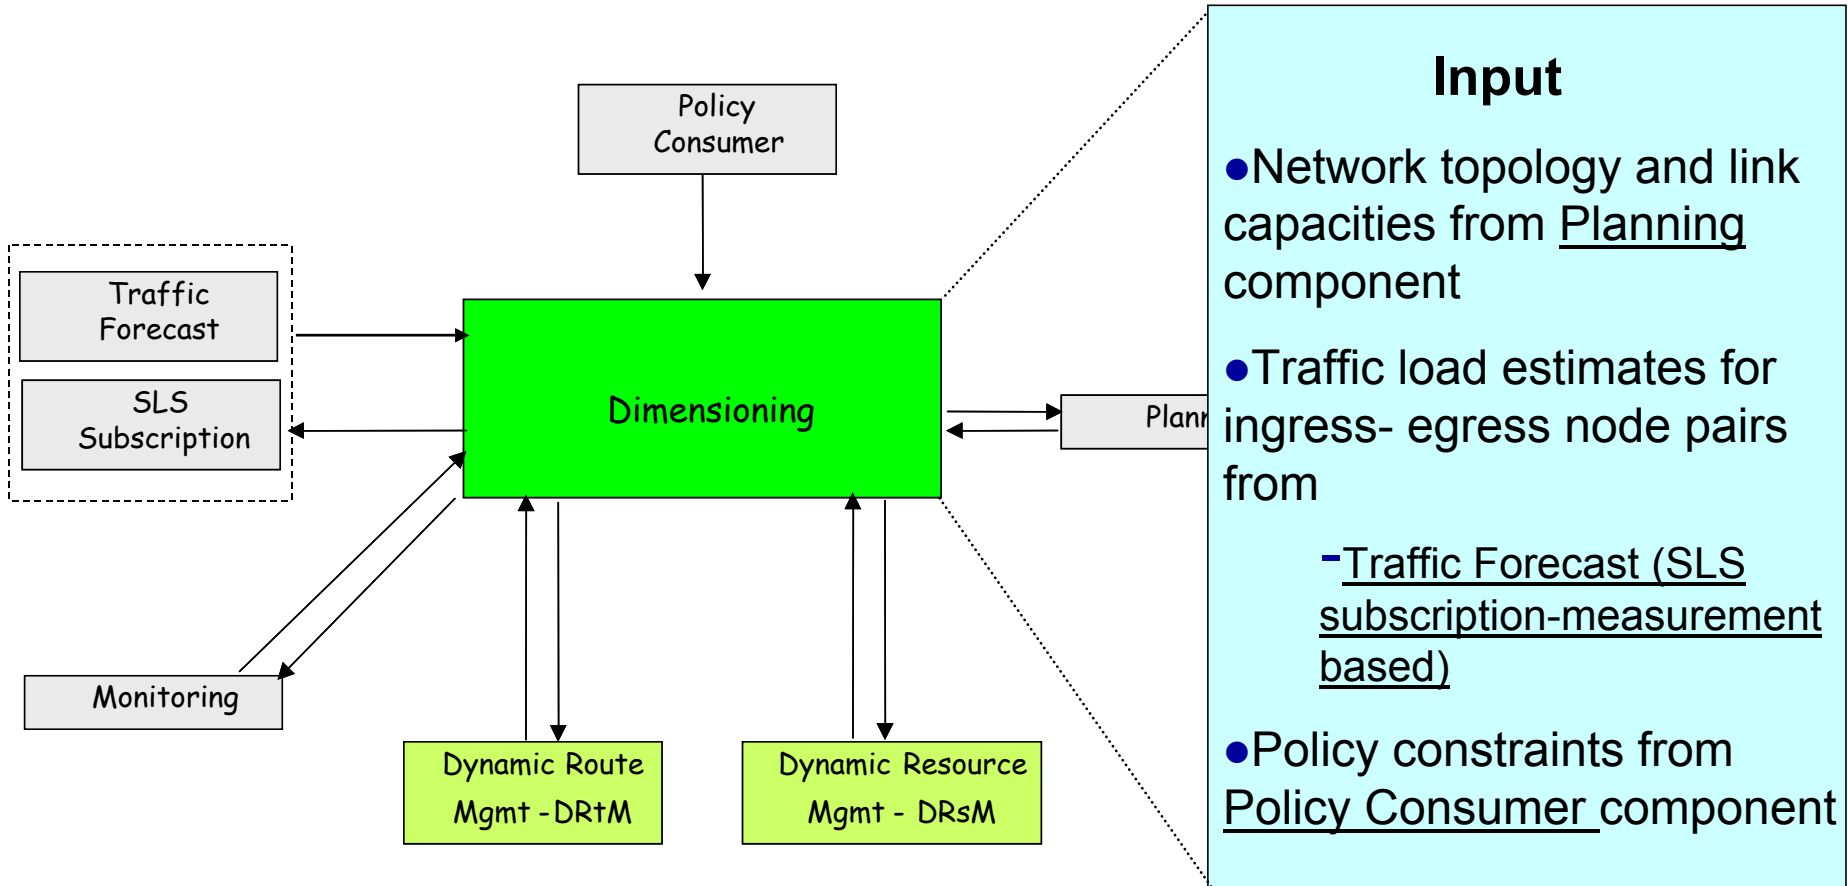 Policy
Consumer
Traffic
Forecast
SLS
Subscription
Dimensioning
Monitoring
Dynamic Route
Mgmt - DRtM
Dynamic Resource
Mgmt - DRsM
Input
●Network topology and link
capacities from Planning
component
●Traffic load estimates for
ingress- egress node pairs
from
-Traffic Forecast (SLS
subscription-measurement
based)
●Policy constraints from
Policy Consumer component